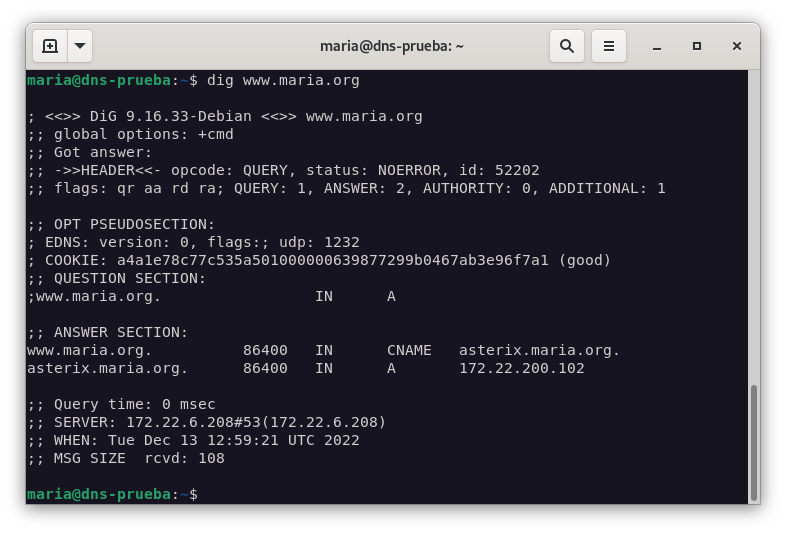 maria@dns-prueba: ~
maria@dns-prueba:~$ dig www.maria.org
; <<>> DiG 9.16.33-Debian <<>> www.maria.org
;; global options: +cmd
;; Got answer:
;; ->>HEADER<<- opcode: QUERY, status: NOERROR, id: 52202
;; flags: qr aa rd ra; QUERY: 1, ANSWER: 2, AUTHORITY: 0, ADDITIONAL: 1
;; OPT PSEUDOSECTION:
; EDNS: version: 0, flags:; udp: 1232
; COOKIE: a4a1e78c77c535a501000000639877299b0467ab3e96f7a1 (good)
;; QUESTION SECTION:
;www.maria.org. IN A
;; ANSWER SECTION:
www.maria.org. 86400 IN CNAME asterix.maria.org.
asterix.maria.org. 86400 IN A 172.22.200.102
;; Query time: 0 msec
;; SERVER: 172.22.6.208#53(172.22.6.208)
;; WHEN: Tue Dec 13 12:59:21 UTC 2022
;; MSG SIZE  rcvd: 108
maria@dns-prueba:~$